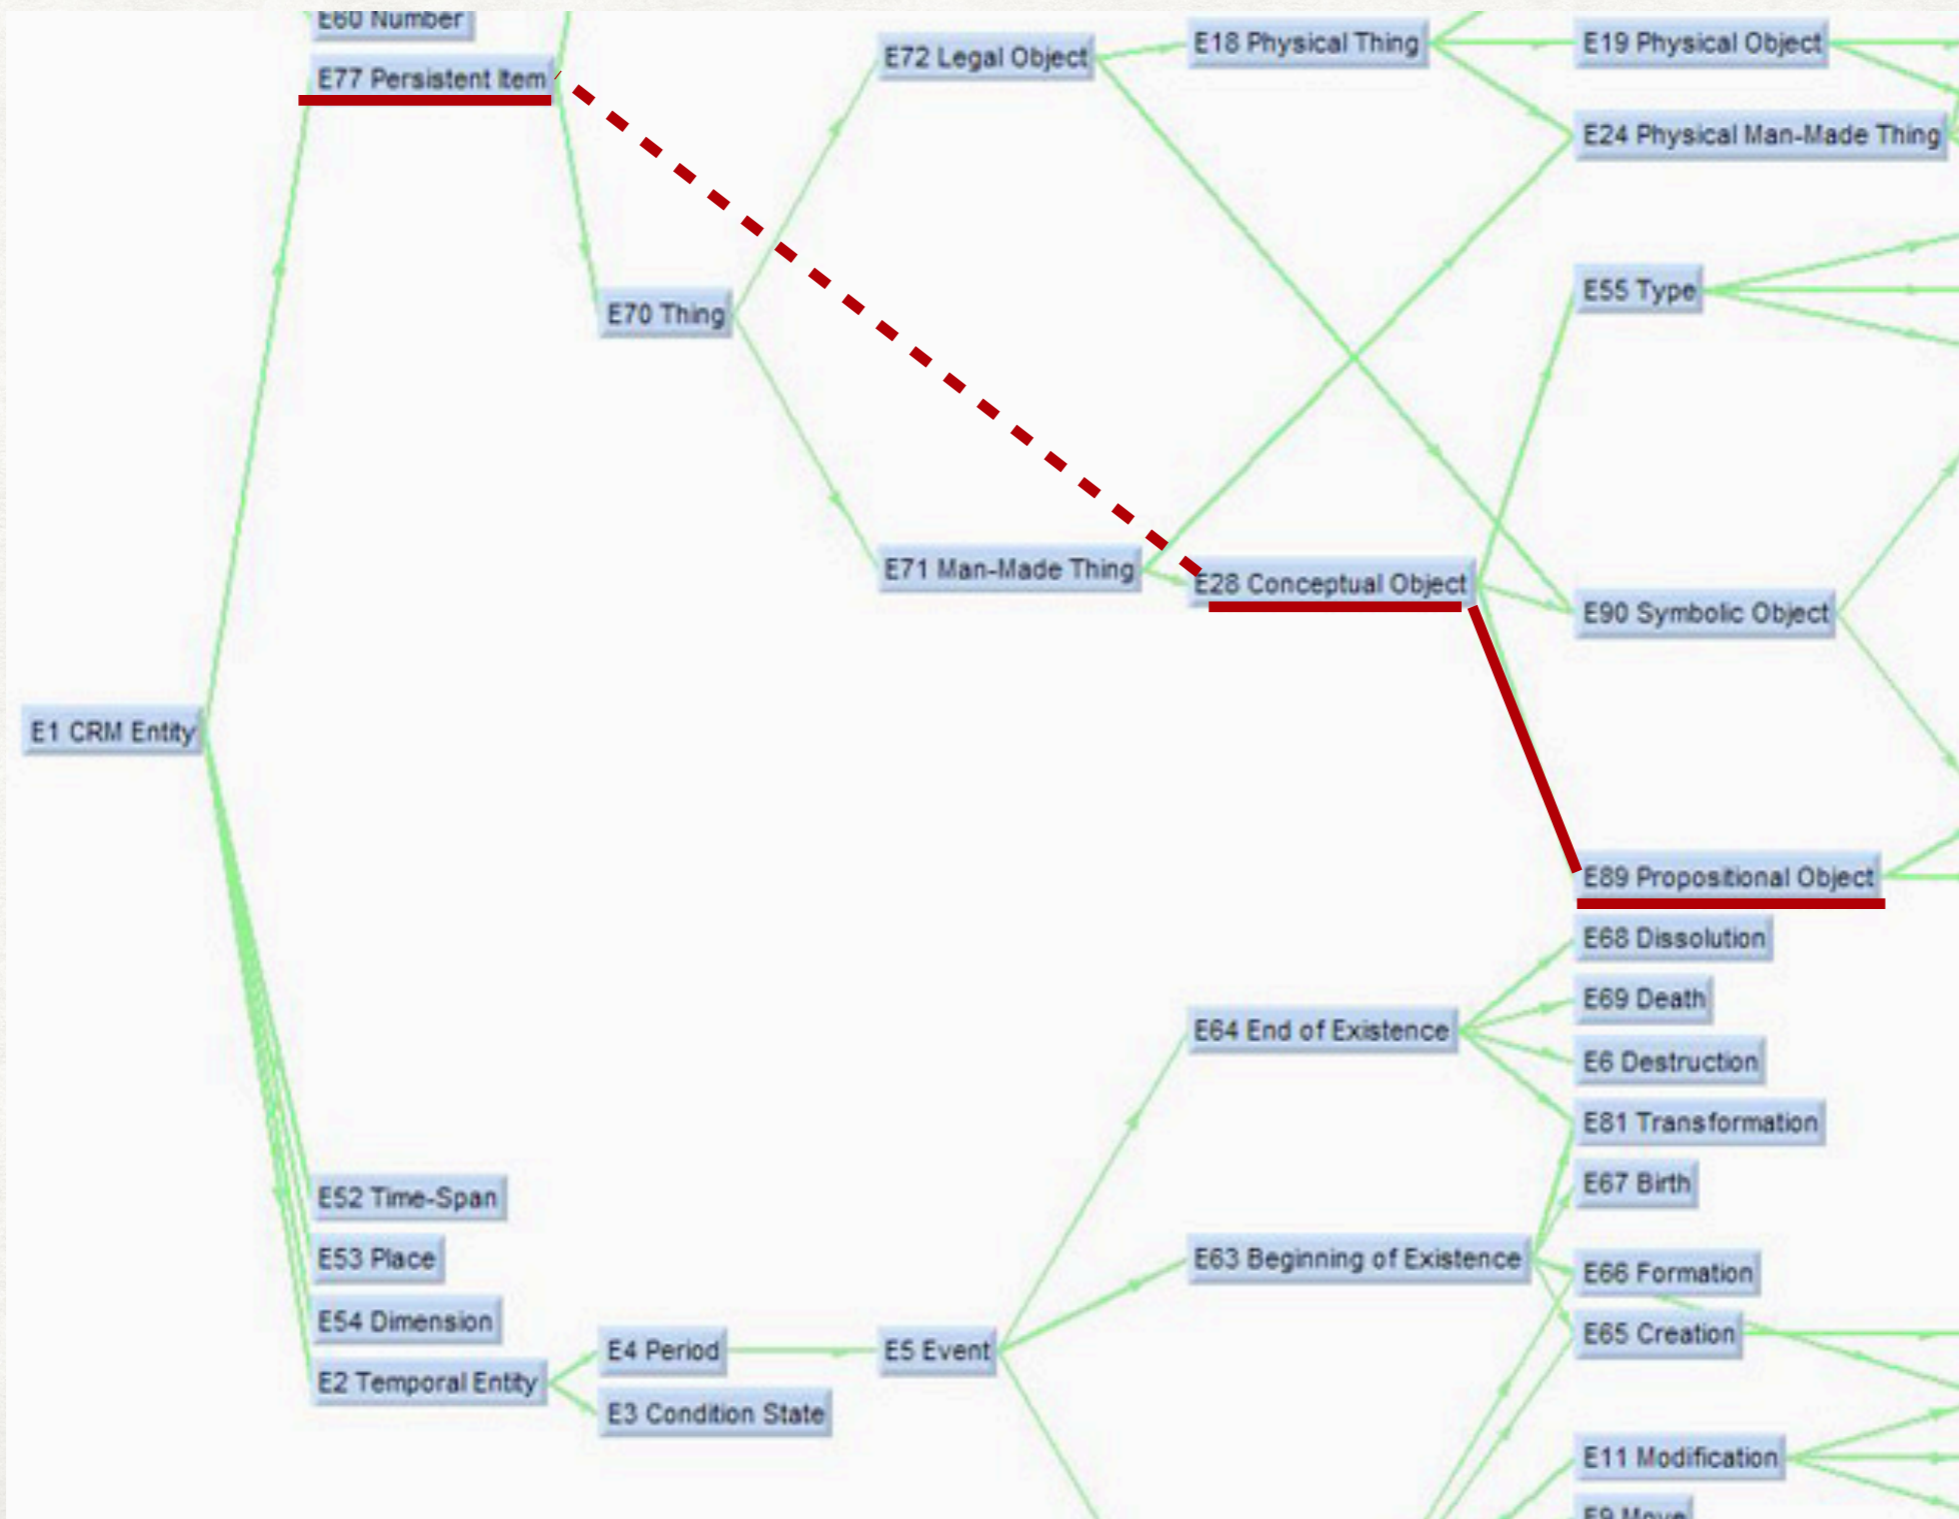 E60 Number
E77 Persistent Item
E72 Legal Object
E18 Physical Thing
E19 Physical Object
E24 Physical Man-Made Thing
E70 Thing
E55 Type
E71 Man-Made Thing
E28 Conceptual Object
E90 Symbolic Object
E1 CRM Entity
E89 Propositional Object
E68 Dissolution
E69 Death
E64 End of Existence
E6 Destruction
E81 Transformation
E67 Birth
E52 Time-Span
E53 Place
E63 Beginning of Existence
E66 Formation
E54 Dimension
E65 Creation
E4 Period
E5 Event
E2 Temporal Entity
E3 Condition State
E11 Modification
E9 Move